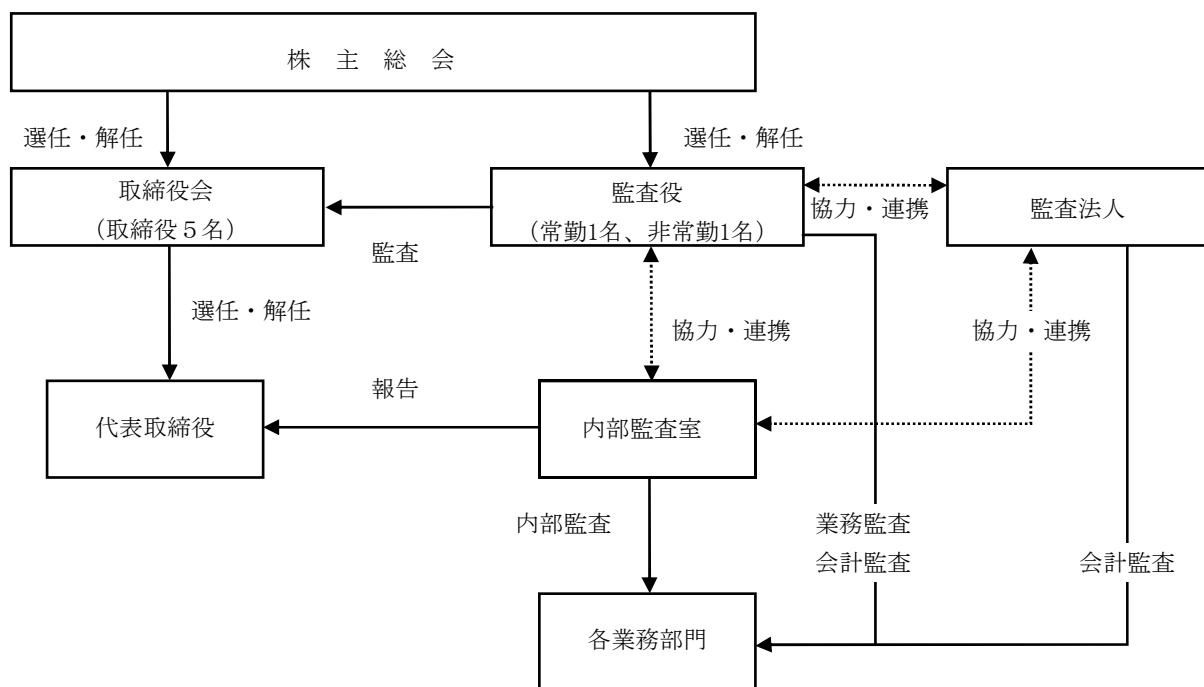 株 主 総 会
選任・解任
選任・解任
取締役会
(取締役５名)
監査役
(常勤1名、非常勤1名)
協力・連携
監査法人
監査
選任・解任
協力・連携
協力・連携
報告
代表取締役
内部監査室
内部監査
業務監査
会計監査
会計監査
各業務部門